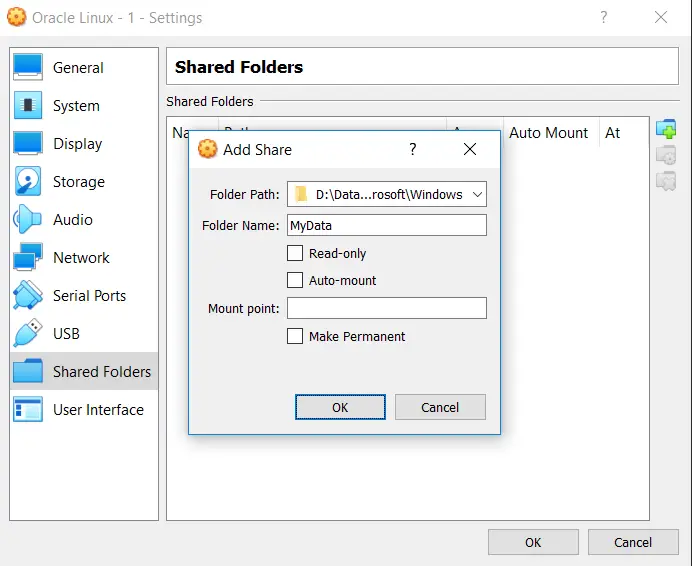 Oracle Linux - 1 - Settings
?
General
System
Display
Storage
Audio
Network
Serial Ports
USB
Shared Folders
User Interface
Shared Folders
Shared Folders
Auto Mount
At
Add Share
?
Folder Path:
D:\Data...rosoft\Windows
Folder Name:
MyData
Read-only
Auto-mount
Mount point:
Make Permanent
OK
Cancel
OK
Cancel